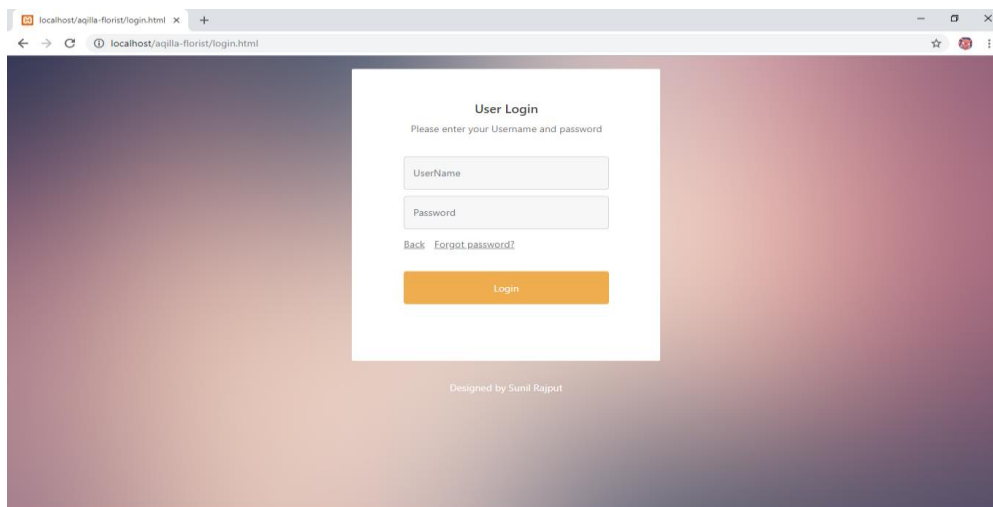 localhost/aqilla-florist/login.html
localhost/aqilla-florist/login.html
User Login
Please enter your Username and password
UserName
Password
Back Forgot password?
Login
Designed by Sunil Rajput